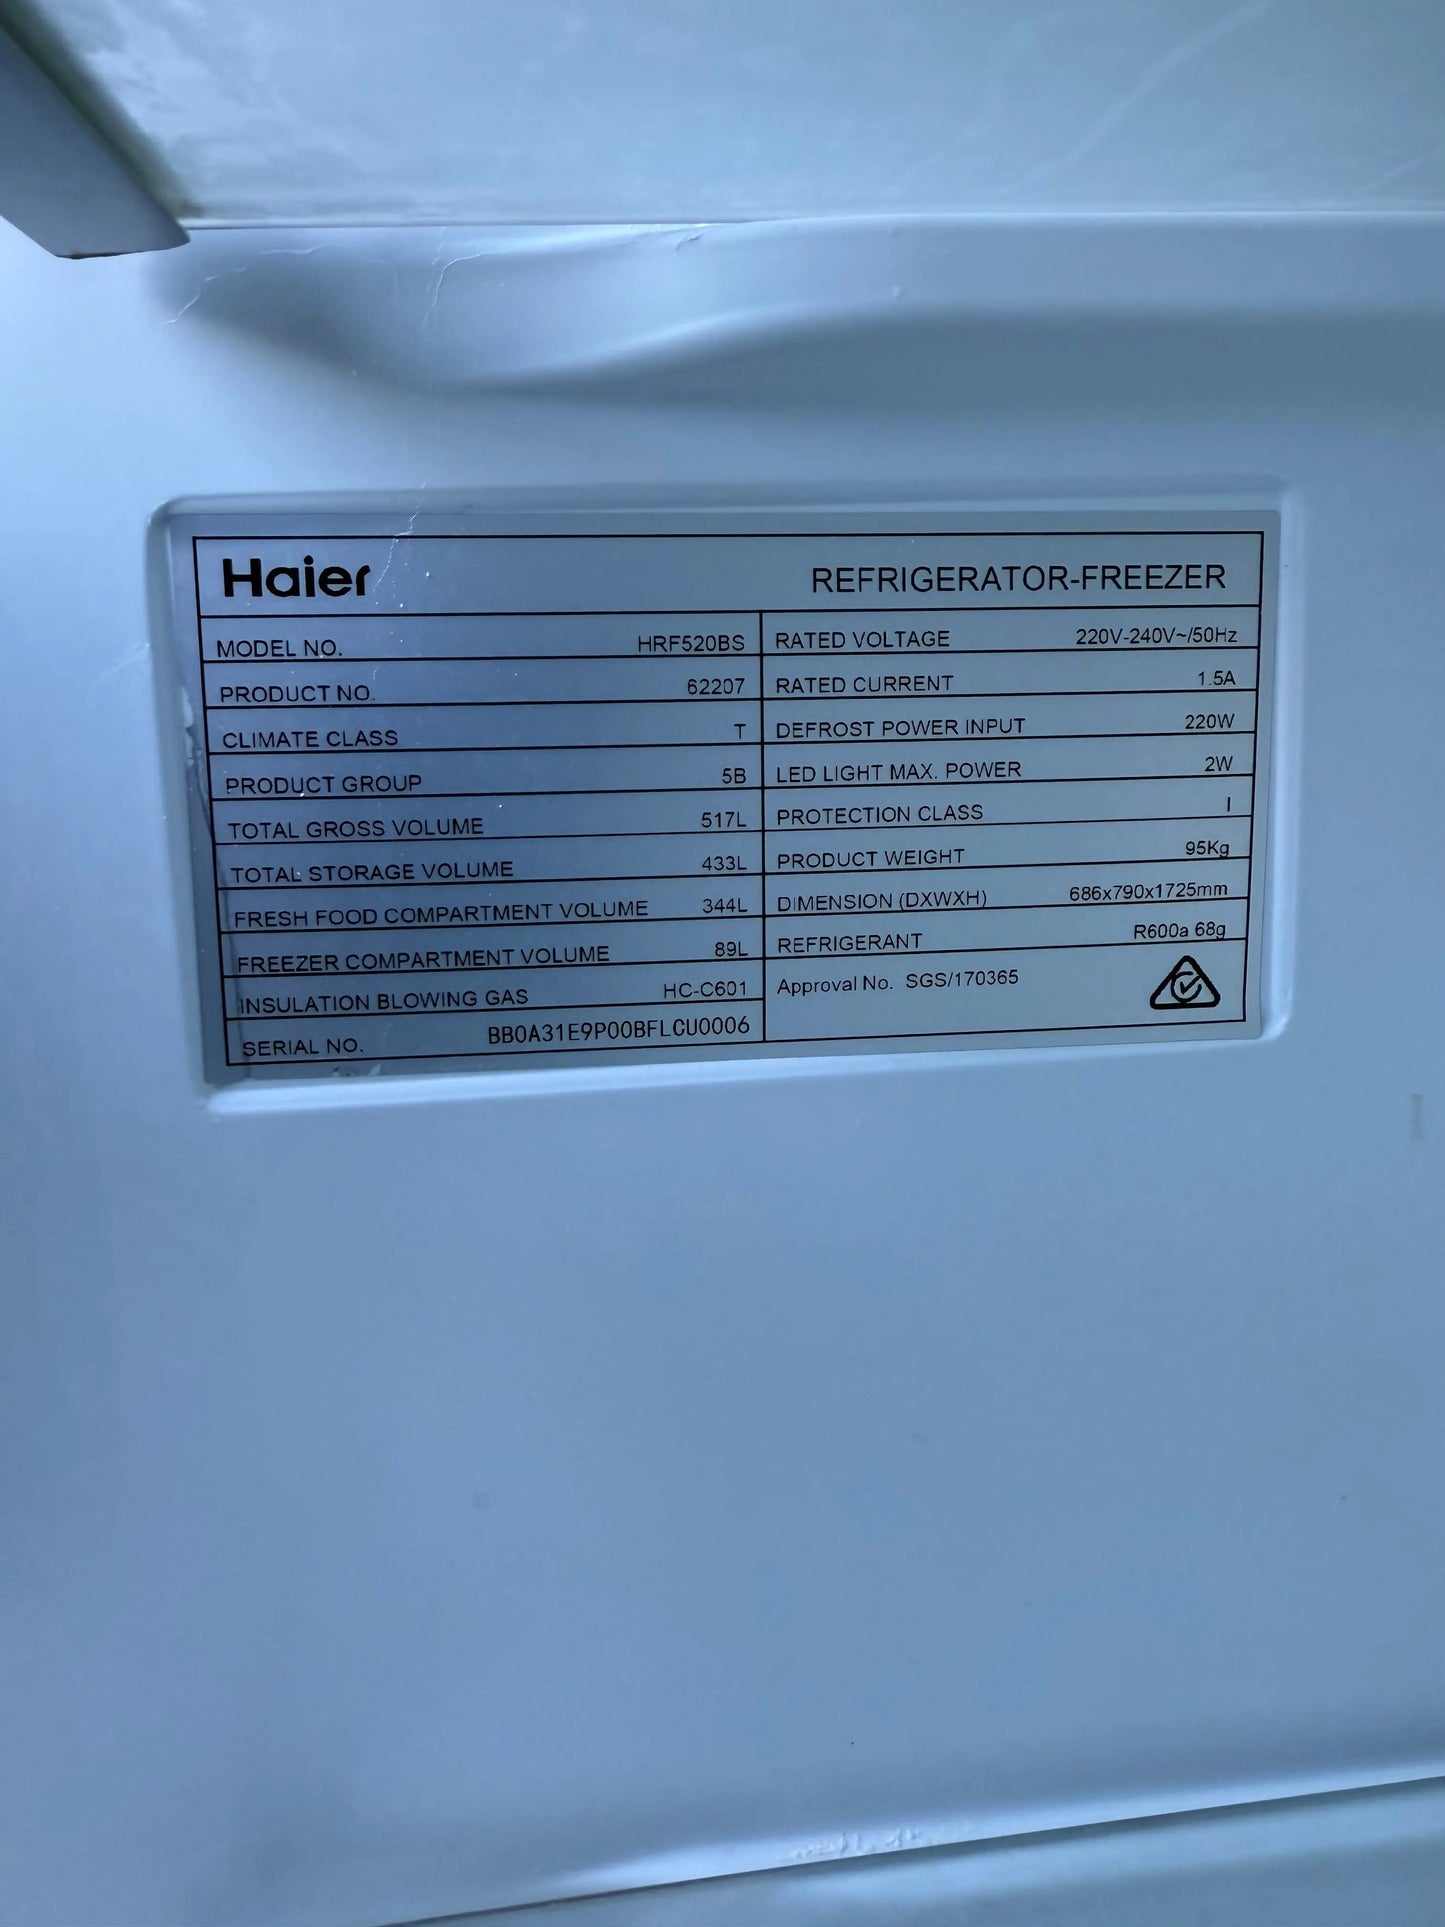 Haier REFRIGERATOR-FREEZER
MODEL NO. HRF520BS
PRODUCT NO. 62207
CLIMATE CLASS T
PRODUCT GROUP 5B
TOTAL GROSS VOLUME 517L
TOTAL STORAGE VOLUME 433L
FRESH FOOD COMPARTMENT VOLUME 344L
FREEZER COMPARTMENT VOLUME 89L
INSULATION BLOWING GAS HC-C601
SERIAL NO. BB0A31E9P00BFLCU0006
RATED VOLTAGE 220V-240V~/50Hz
RATED CURRENT 1.5A
DEFROST POWER INPUT 220W
LED LIGHT MAX. POWER 2W
PROTECTION CLASS I
PRODUCT WEIGHT 95Kg
DIMENSION (DXWXH) 686x790x1725mm
REFRIGERANT R600a 68g
Approval No. SGS/170365